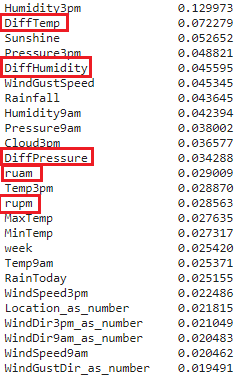 Humidity3pm 0.129973
DiffTemp 0.072279
Sunshine 0.052652
Pressure3pm 0.048821
DiffHumidity 0.045595
WindGustSpeed 0.045345
Rainfall 0.043645
Humidity9am 0.042394
Pressure9am 0.038002
Cloud3pm 0.036577
DiffPressure 0.034288
ruam 0.029009
Temp3pm 0.028870
rupm 0.028563
MaxTemp 0.027635
MinTemp 0.027317
week 0.025420
Temp9am 0.025371
RainToday 0.025155
WindSpeed3pm 0.022486
Location_as_number 0.021815
WindDir3pm_as_number 0.021049
WindDir9am_as_number 0.020483
WindSpeed9am 0.020462
WindGustDir_as_number 0.019491